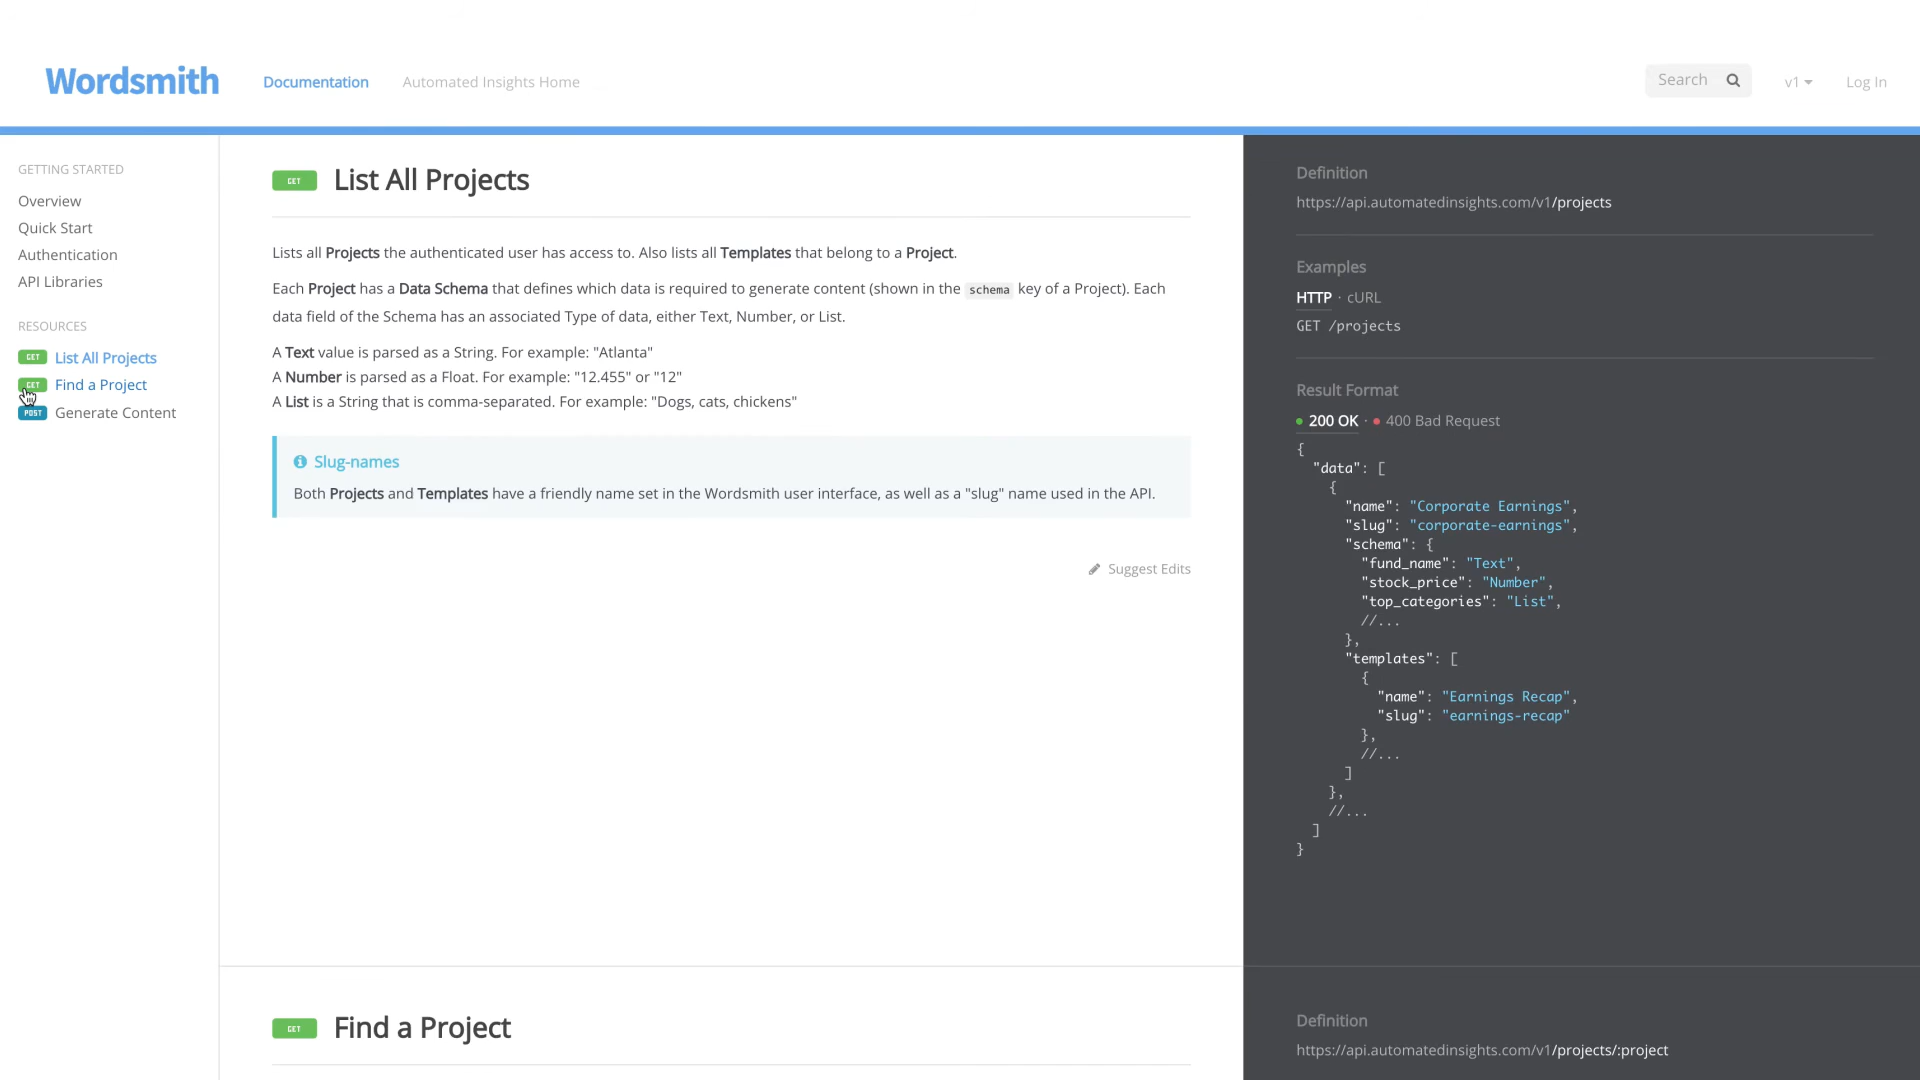 Wordsmith
Documentation
Automated Insights Home
Search
v1
Log In
GETTING STARTED
Overview
Quick Start
Authentication
API Libraries
RESOURCES
GET List All Projects
GET Find a Project
POST Generate Content
GET List All Projects
Lists all Projects the authenticated user has access to. Also lists all Templates that belong to a Project.
Each Project has a Data Schema that defines which data is required to generate content (shown in the schema key of a Project). Each
data field of the Schema has an associated Type of data, either Text, Number, or List.
A Text value is parsed as a String. For example: "Atlanta"
A Number is parsed as a Float. For example: "12.455" or "12"
A List is a String that is comma-separated. For example: "Dogs, cats, chickens"
Slug-names
Both Projects and Templates have a friendly name set in the Wordsmith user interface, as well as a "slug" name used in the API.
Suggest Edits
GET Find a Project
Definition
https://api.automatedinsights.com/v1/projects
Examples
HTTP · cURL
GET /projects
Result Format
200 OK · 400 Bad Request
{
"data": [
{
"name": "Corporate Earnings",
"slug": "corporate-earnings",
"schema": {
"fund_name": "Text",
"stock_price": "Number",
"top_categories": "List",
//...
},
"templates": [
{
"name": "Earnings Recap",
"slug": "earnings-recap"
},
//...
]
},
//...
]
}
Definition
https://api.automatedinsights.com/v1/projects/:project